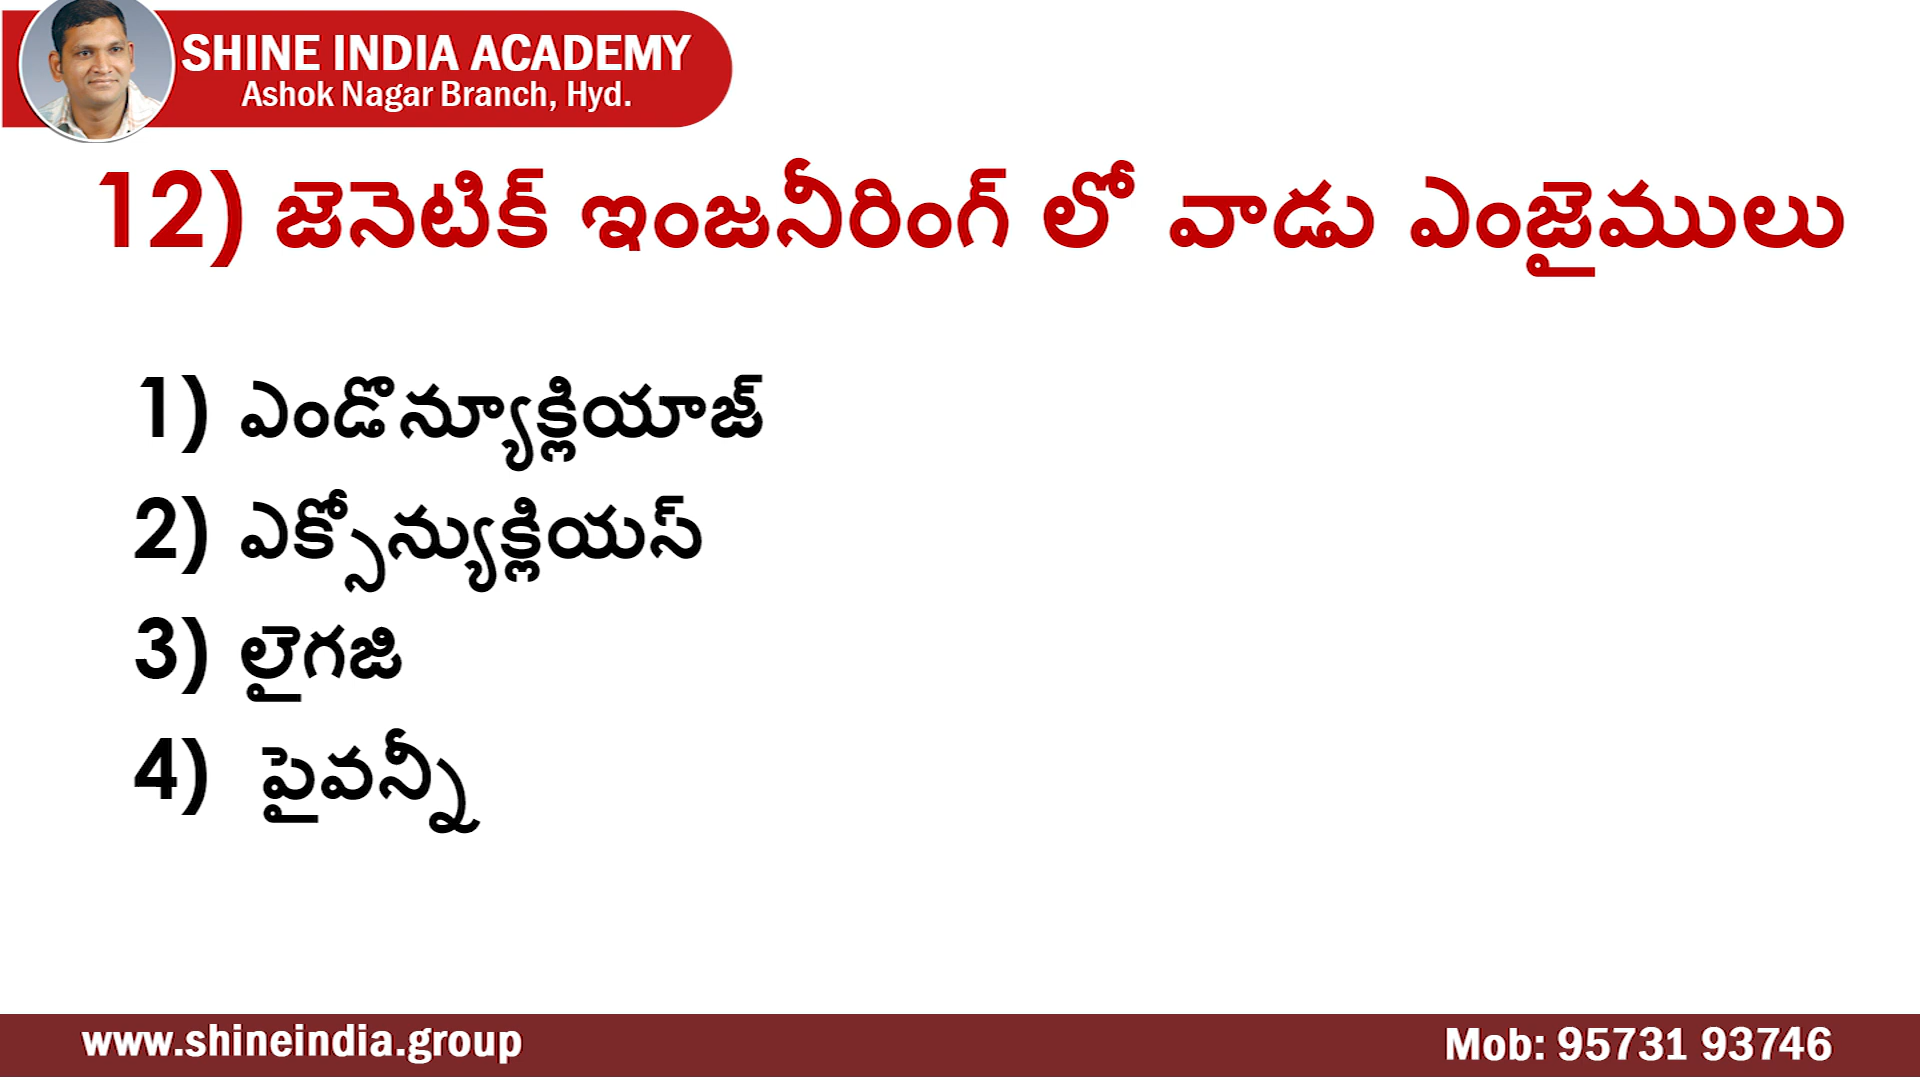 SHINE INDIA ACADEMY
Ashok Nagar Branch, Hyd.
12) జెనెటిక్ ఇంజనీరింగ్ లో వాడు ఎంజైములు
1) ఎండొన్యూక్లియాజ్
2) ఎక్సోన్యుక్లియస్
3) లైగజి
4) పైవన్నీ
www.shineindia.group
Mob: 95731 93746